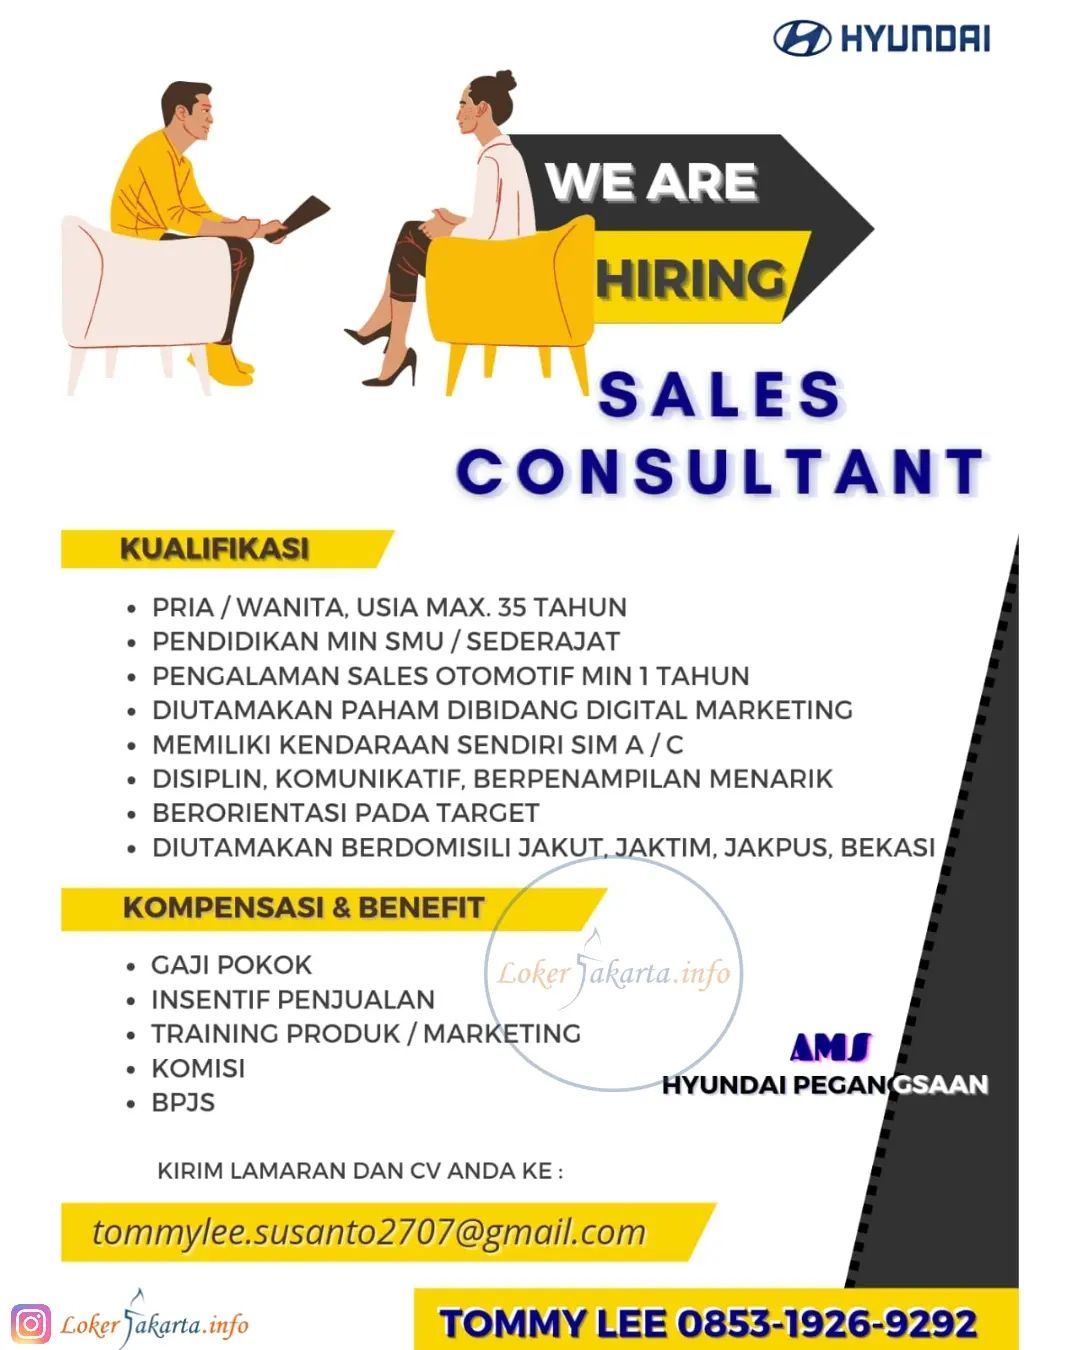 HYUNDAI
WE ARE
HIRING
SALES
CONSULTANT
KUALIFIKASI
• PRIA / WANITA, USIA MAX. 35 TAHUN
• PENDIDIKAN MIN SMU / SEDERAJAT
• PENGALAMAN SALES OTOMOTIF MIN 1 TAHUN
• DIUTAMAKAN PAHAM DIBIDANG DIGITAL MARKETING
• MEMILIKI KENDARAAN SENDIRI SIM A / C
• DISIPLIN, KOMUNIKATIF, BERPENAMPILAN MENARIK
• BERORIENTASI PADA TARGET
• DIUTAMAKAN BERDOMISILI JAKUT, JAKTIM, JAKPUS, BEKASI
KOMPENSASI & BENEFIT
• GAJI POKOK
• INSENTIF PENJUALAN
• TRAINING PRODUK / MARKETING
• KOMISI
• BPJS
Loker Jakarta.info
AMS
HYUNDAI PEGANGSAAN
KIRIM LAMARAN DAN CV ANDA KE :
tommylee.susanto2707@gmail.com
Loker Jakarta.info
TOMMY LEE 0853-1926-9292